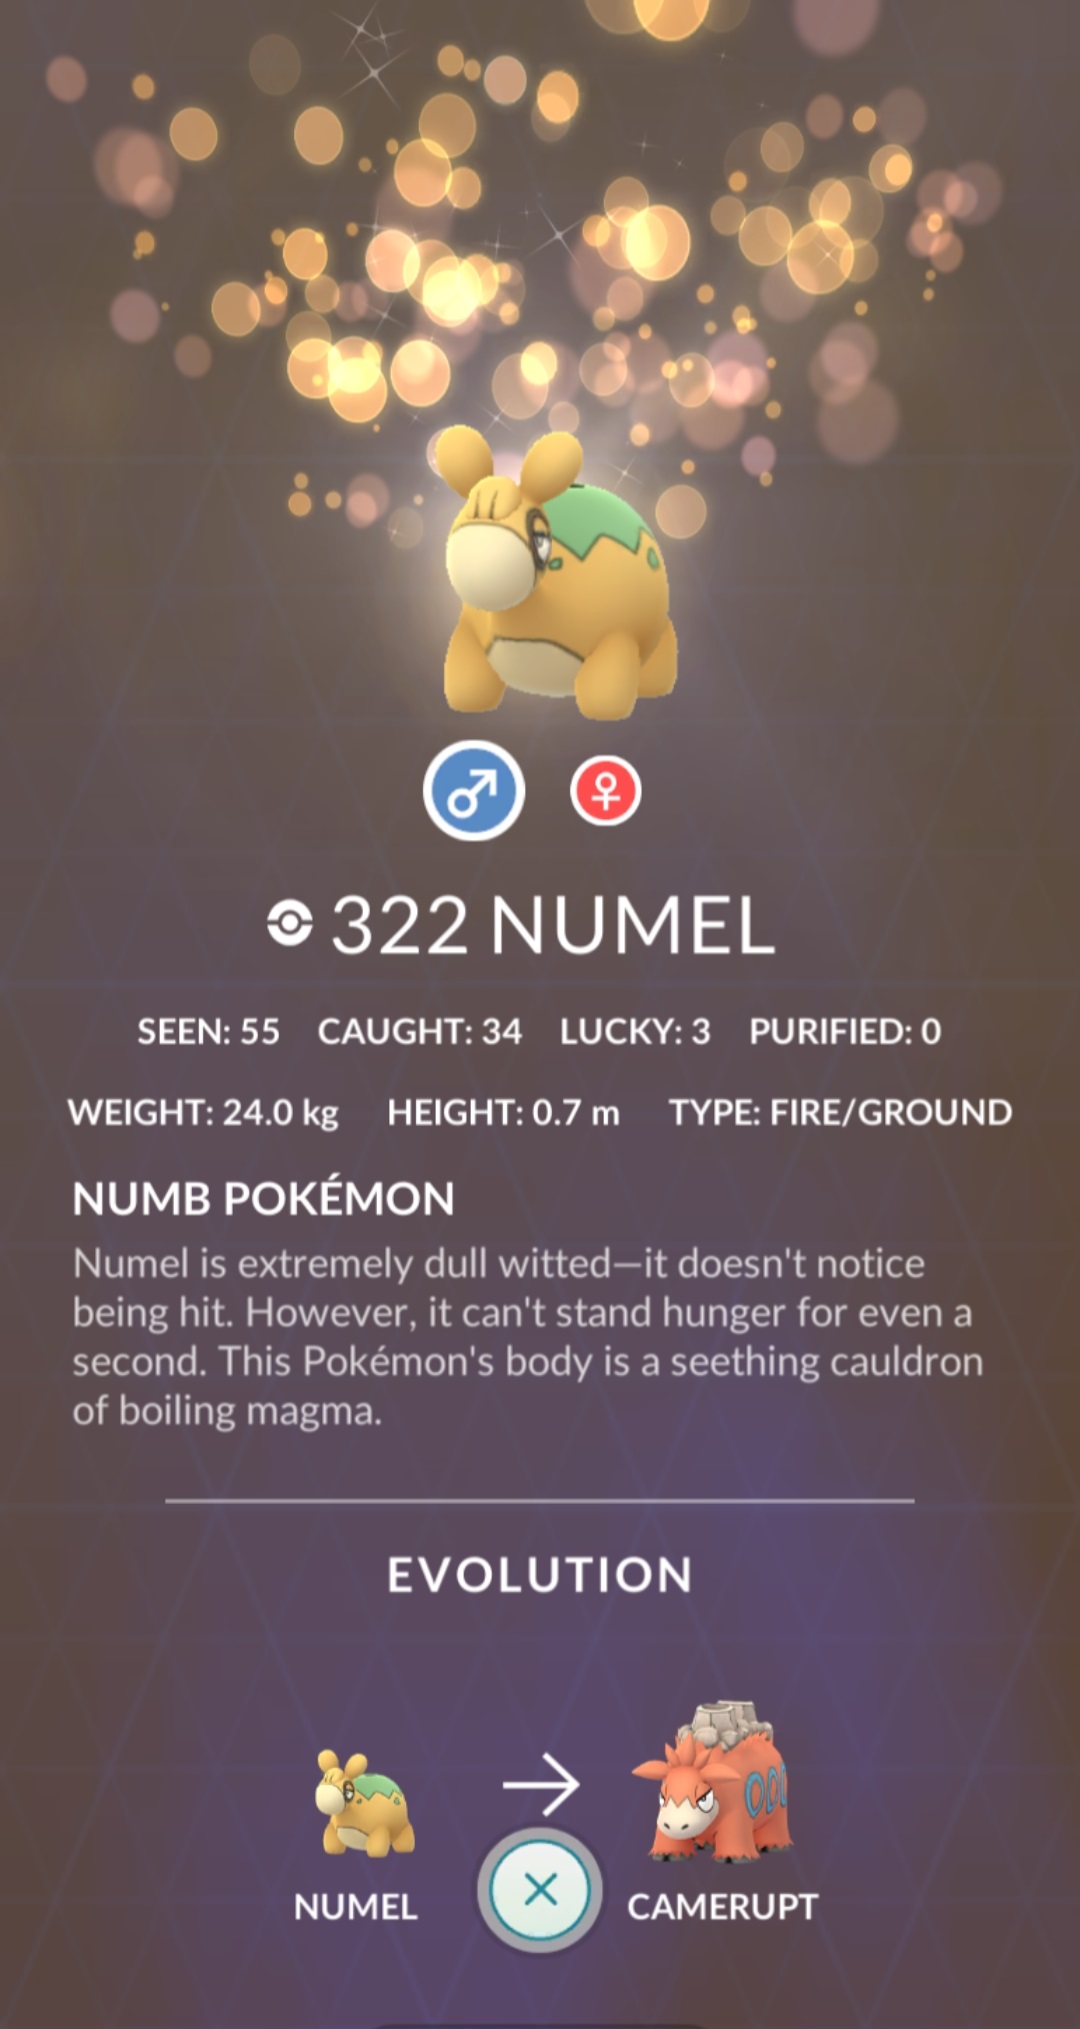 322 NUMEL
SEEN: 55 CAUGHT: 34 LUCKY: 3 PURIFIED: 0
WEIGHT: 24.0 kg HEIGHT: 0.7 m TYPE: FIRE/GROUND
NUMB POKÉMON
Numel is extremely dull witted—it doesn't notice
being hit. However, it can't stand hunger for even a
second. This Pokémon's body is a seething cauldron
of boiling magma.
EVOLUTION
NUMEL CAMERUPT